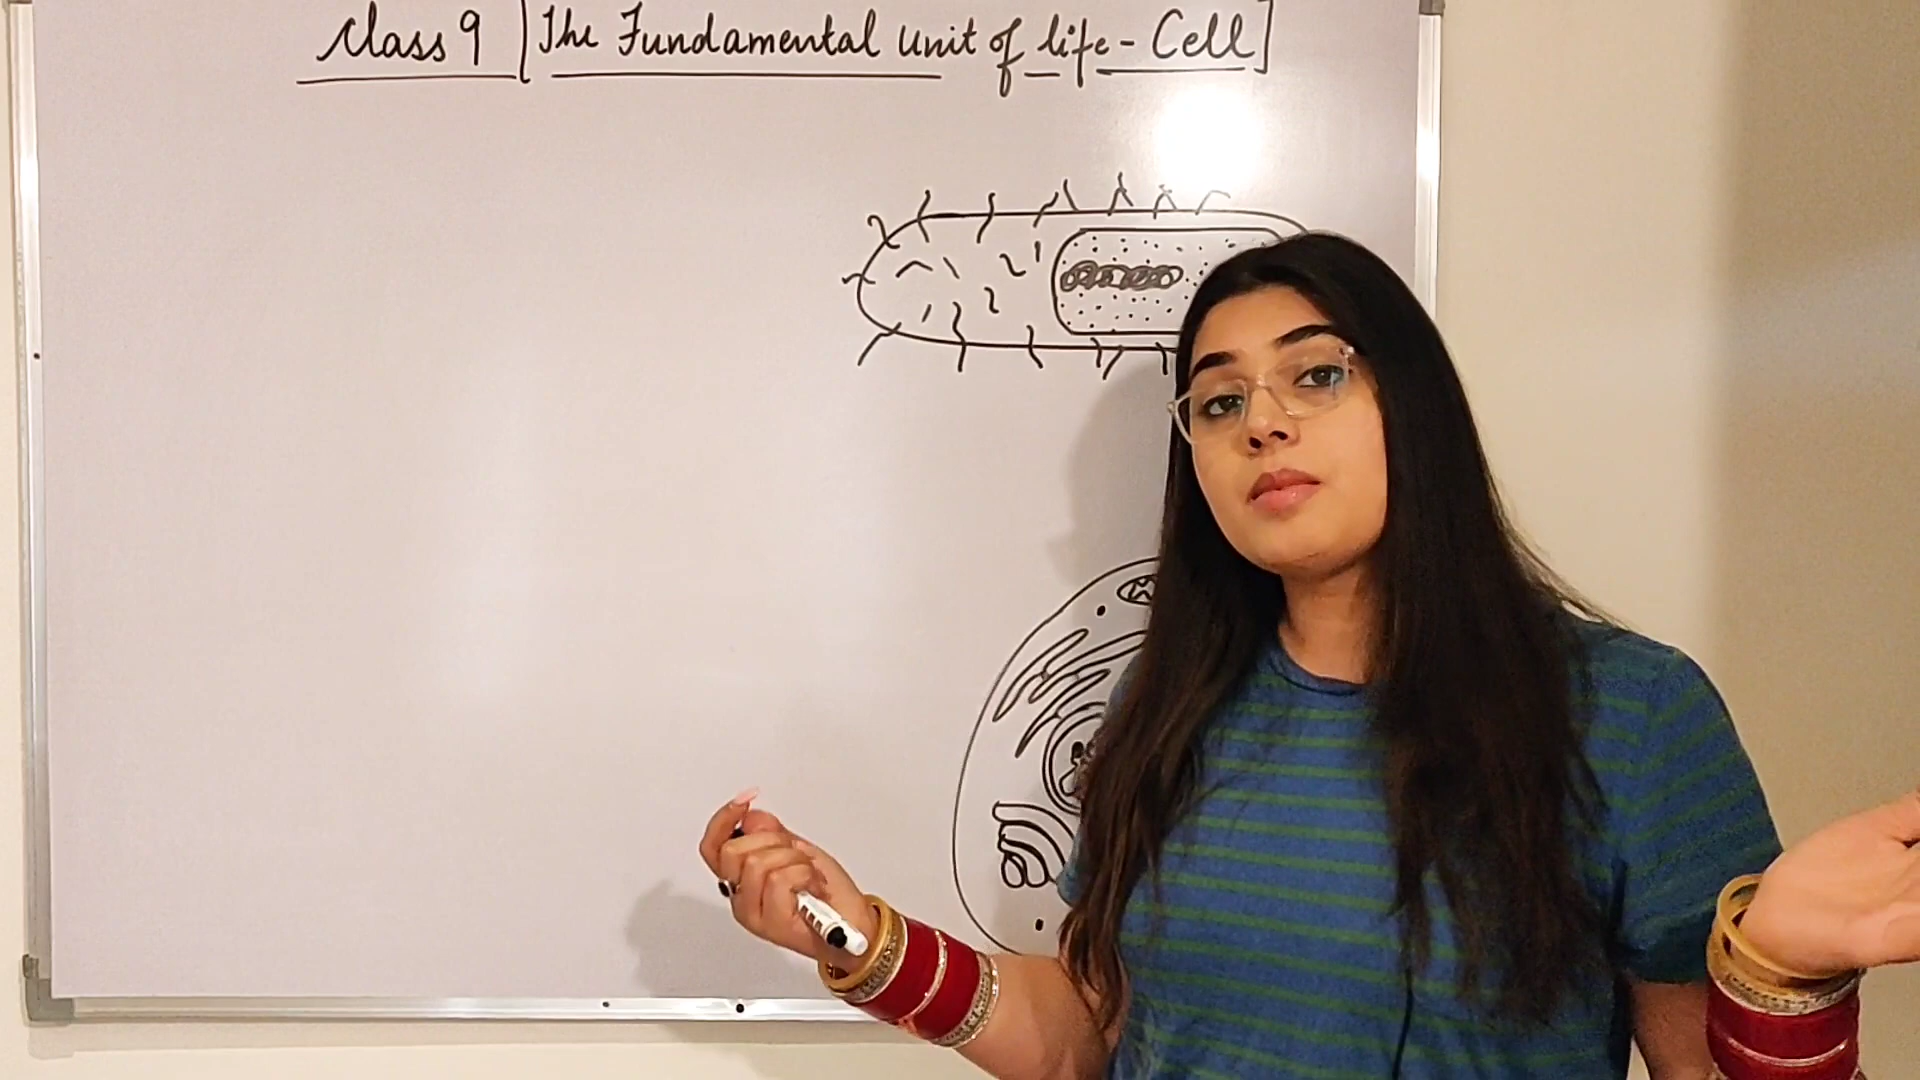 Class 9 [The Fundamental Unit of life - Cell]